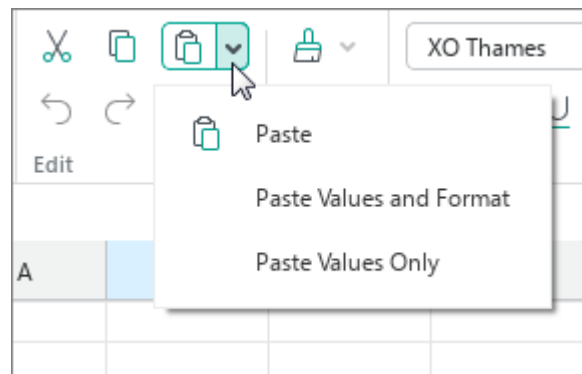 XO Thames
U
Edit
Paste
Paste Values and Format
Paste Values Only
A